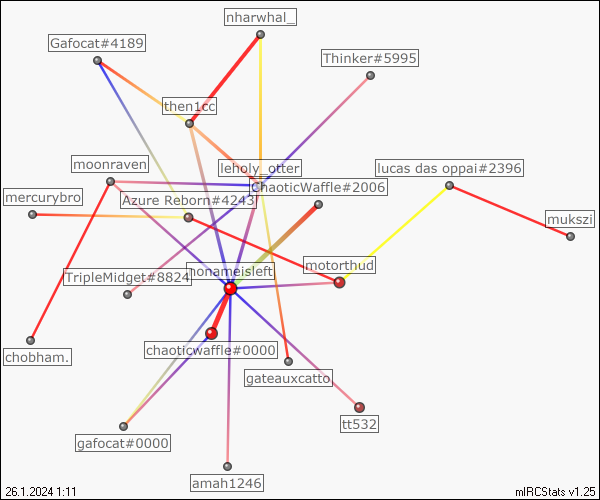 nharwhal_
Gafocat#4189
Thinker#5995
then1cc
moonraven
leholy_otter
lucas das oppai#2396
ChaoticWaffle#2006
mercurybro
Azure Reborn#4243
mukszi
motorthud
nonameisleft
TripleMidget#8824
chaoticwaffle#0000
chobham.
gateauxcatto
tt532
gafocat#0000
amah1246
26.1.2024 1:11
mIRCStats v1.25